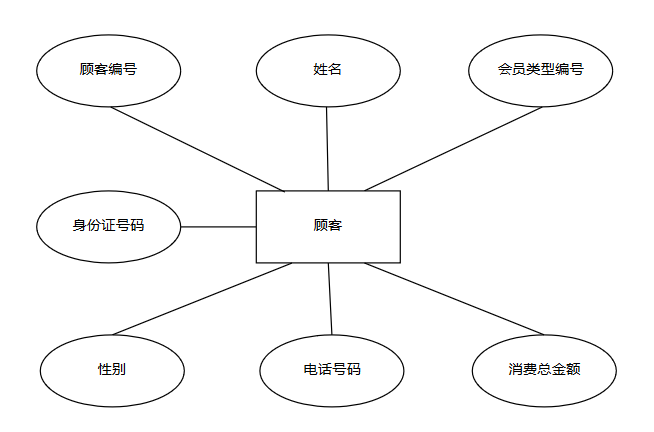 顾客编号
姓名
会员类型编号
身份证号码
顾客
性别
电话号码
消费总金额